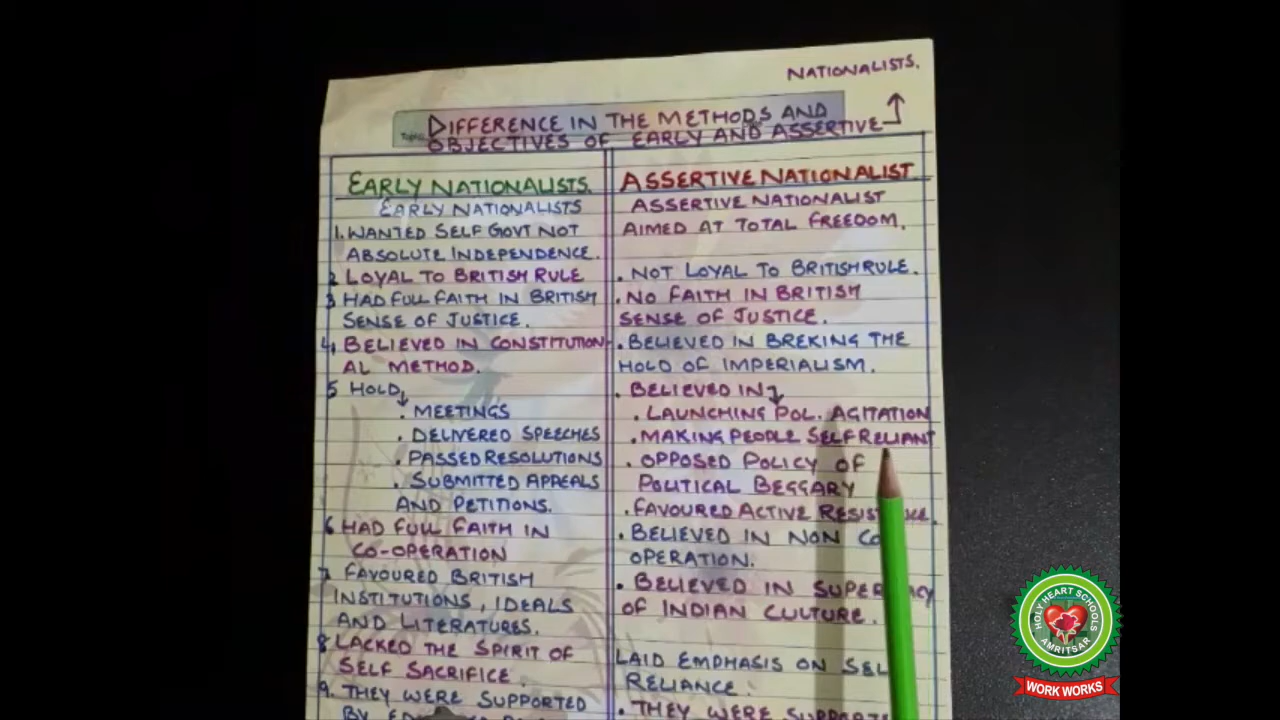 NATIONALISTS.
DIFFERENCE IN THE METHODS AND
OBJECTIVES OF EARLY AND ASSERTIVE
EARLY NATIONALISTS.
EARLY NATIONALISTS
1. WANTED SELF GOVT NOT
ABSOLUTE INDEPENDENCE.
2 LOYAL TO BRITISH RULE
3 HAD FULL FAITH IN BRITISH
SENSE OF JUSTICE.
4. BELIEVED IN CONSTITUTION-
AL METHOD.
5 HOLD
. MEETINGS
. DELIVERED SPEECHES
. PASSED RESOLUTIONS
. SUBMITTED APPEALS
AND PETITIONS.
6 HAD FULL FAITH IN
CO-OPERATION
7. FAVOURED BRITISH
INSTITUTIONS, IDEALS
AND LITERATURES.
8 LACKED THE SPIRIT OF
SELF SACRIFICE.
9. THEY WERE SUPPORTED
BY
ASSERTIVE NATIONALIST
ASSERTIVE NATIONALIST
AIMED AT TOTAL FREEDOM.
. NOT LOYAL TO BRITISH RULE.
. NO FAITH IN BRITISH
SENSE OF JUSTICE.
. BELIEVED IN BREKING THE
HOLD OF IMPERIALISM.
. BELIEVED IN
. LAUNCHING POL. AGITATION
. MAKING PEOPLE SELF RELIANT
. OPPOSED POLICY OF
POLITICAL BEGGARY
. FAVOURED ACTIVE
. BELIEVED IN NON
OPERATION.
. BELIEVED IN
OF INDIAN CULTURE.
LAID EMPHASIS ON
RELIANCE.
. THEY WERE
HOLY HEART SCHOOLS
AMRITSAR
WORK WORKS